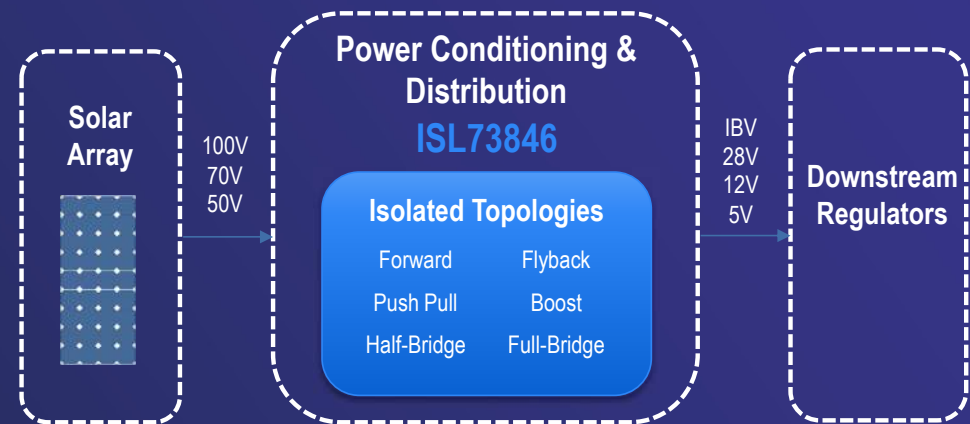 Solar
Array
100V
70V
50V
Power Conditioning &
Distribution
ISL73846
Isolated Topologies
Forward Flyback
Push Pull Boost
Half-Bridge Full-Bridge
IBV
28V
12V
5V
Downstream
Regulators